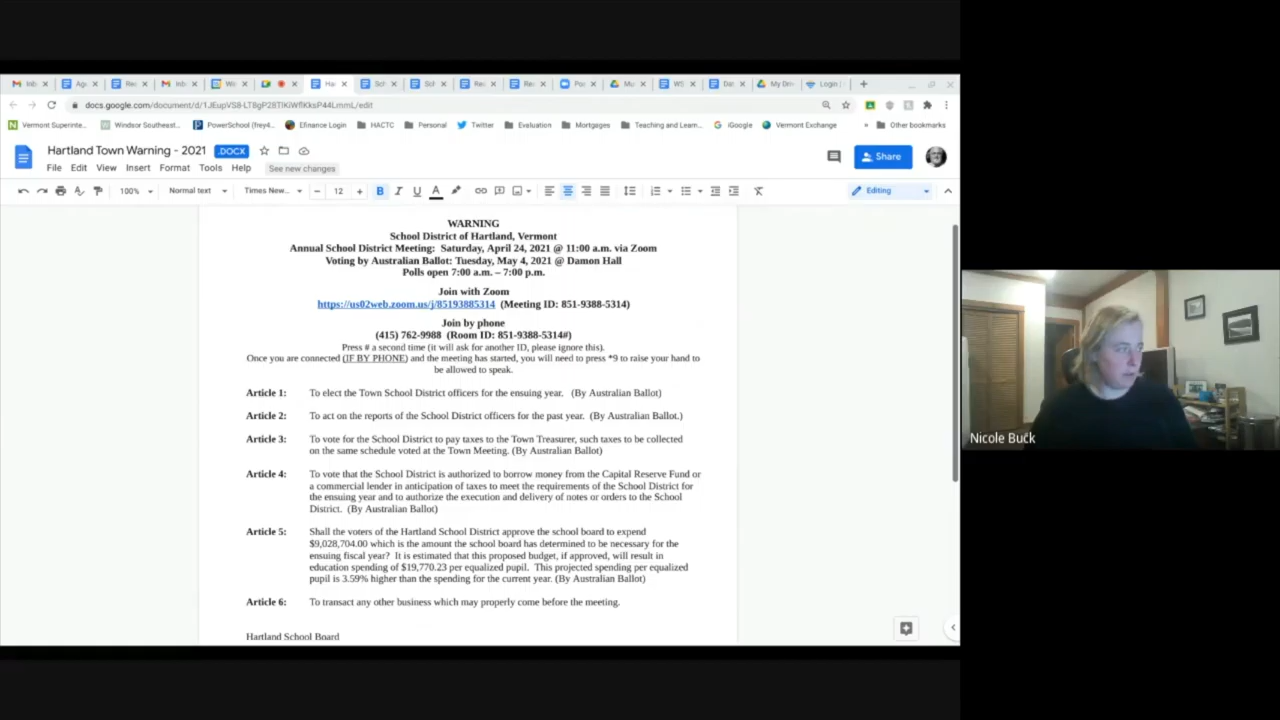 docs.google.com/document/d/
Vermont Superinte...
Windsor Southeast...
PowerSchool (frey4...
Efinance Login
HACTC
Personal
Twitter
Evaluation
Mortgages
Teaching and Learn...
iGoogle
Vermont Exchange
»
Other bookmarks
Hartland Town Warning - 2021 .DOCX
Share
File Edit View Insert Format Tools Help See new changes
100% Normal text Times New... − 12 + B I U A Editing
WARNING
School District of Hartland, Vermont
Annual School District Meeting: Saturday, April 24, 2021 @ 11:00 a.m. via Zoom
Voting by Australian Ballot: Tuesday, May 4, 2021 @ Damon Hall
Polls open 7:00 a.m. – 7:00 p.m.
Join with Zoom
https://us02web.zoom.us/j/85193885314 (Meeting ID: 851-9388-5314)
Join by phone
(415) 762-9988 (Room ID: 851-9388-5314#)
Press # a second time (it will ask for another ID, please ignore this).
Once you are connected (IF BY PHONE) and the meeting has started, you will need to press *9 to raise your hand to
be allowed to speak.
Article 1: To elect the Town School District officers for the ensuing year. (By Australian Ballot)
Article 2: To act on the reports of the School District officers for the past year. (By Australian Ballot.)
Article 3: To vote for the School District to pay taxes to the Town Treasurer, such taxes to be collected
on the same schedule voted at the Town Meeting. (By Australian Ballot)
Article 4: To vote that the School District is authorized to borrow money from the Capital Reserve Fund or
a commercial lender in anticipation of taxes to meet the requirements of the School District for
the ensuing year and to authorize the execution and delivery of notes or orders to the School
District. (By Australian Ballot)
Article 5: Shall the voters of the Hartland School District approve the school board to expend
$9,028,704.00 which is the amount the school board has determined to be necessary for the
ensuing fiscal year? It is estimated that this proposed budget, if approved, will result in
education spending of $19,770.23 per equalized pupil. This projected spending per equalized
pupil is 3.59% higher than the spending for the current year. (By Australian Ballot)
Article 6: To transact any other business which may properly come before the meeting.
Hartland School Board
Nicole Buck